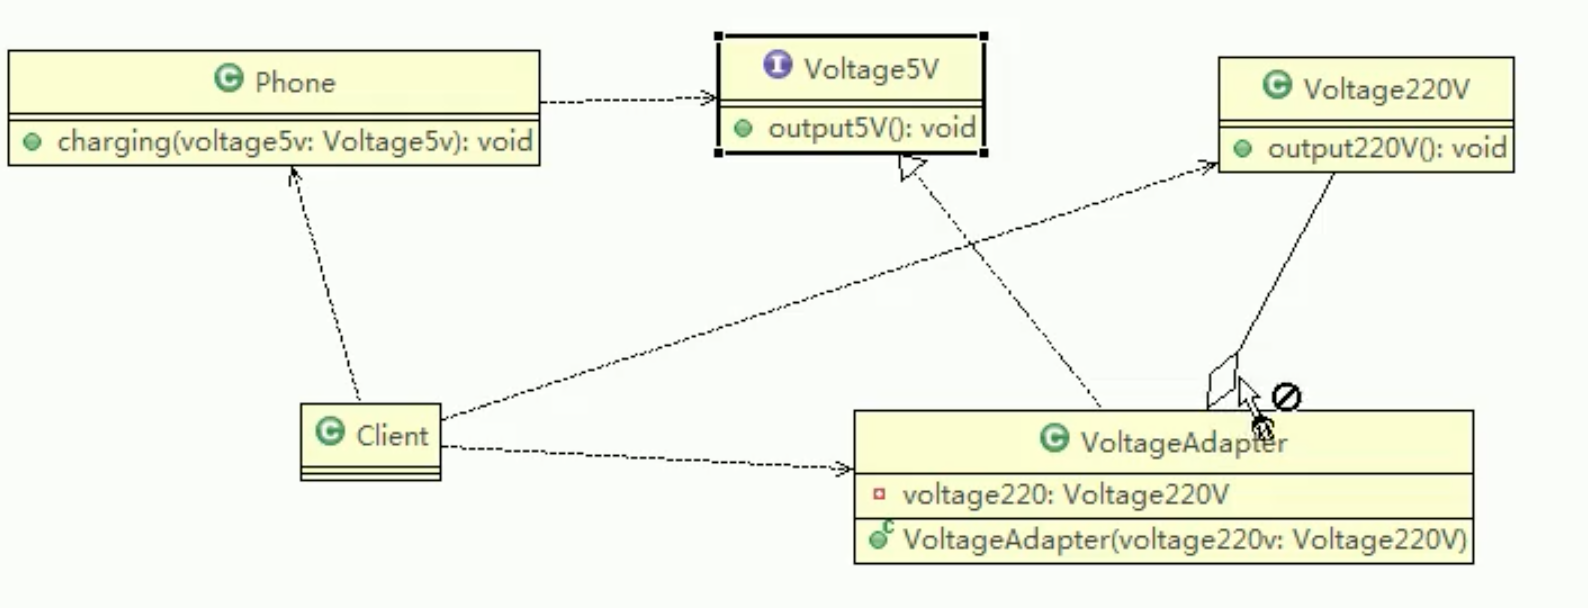 C Phone
charging(voltage5v: Voltage5v): void
I Voltage5V
output5V(): void
C Voltage220V
output220V(): void
C Client
C VoltageAdapter
voltage220: Voltage220V
C VoltageAdapter(voltage220v: Voltage220V)